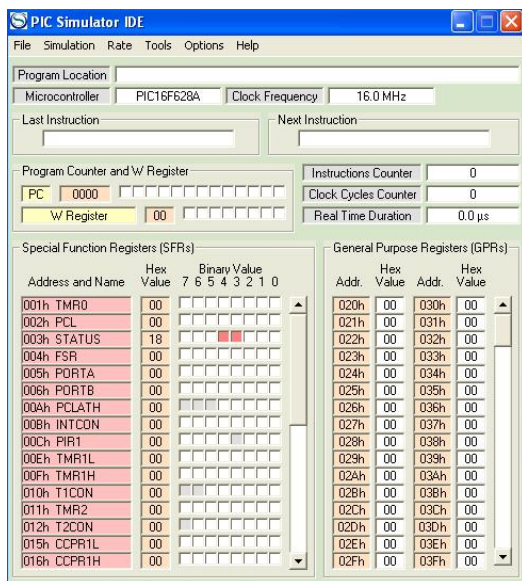 PIC Simulator IDE
File Simulation Rate Tools Options Help
Program Location
Microcontroller PIC16F628A Clock Frequency 16.0 MHz
Last Instruction Next Instruction
Program Counter and W Register Instructions Counter 0
PC 0000 Clock Cycles Counter 0
W Register 00 Real Time Duration 0.0 µs
Special Function Registers (SFRs) General Purpose Registers (GPRs)
Hex Binary Value Hex Hex
Address and Name Value 7 6 5 4 3 2 1 0 Addr. Value Addr. Value
001h TMR0 00 020h 00 030h 00
002h PCL 00 021h 00 031h 00
003h STATUS 18 022h 00 032h 00
004h FSR 00 023h 00 033h 00
005h PORTA 00 024h 00 034h 00
006h PORTB 00 025h 00 035h 00
00Ah PCLATH 00 026h 00 036h 00
00Bh INTCON 00 027h 00 037h 00
00Ch PIR1 00 028h 00 038h 00
00Eh TMR1L 00 029h 00 039h 00
00Fh TMR1H 00 02Ah 00 03Ah 00
010h T1CON 00 02Bh 00 03Bh 00
011h TMR2 00 02Ch 00 03Ch 00
012h T2CON 00 02Dh 00 03Dh 00
015h CCPR1L 00 02Eh 00 03Eh 00
016h CCPR1H 00 02Fh 00 03Fh 00